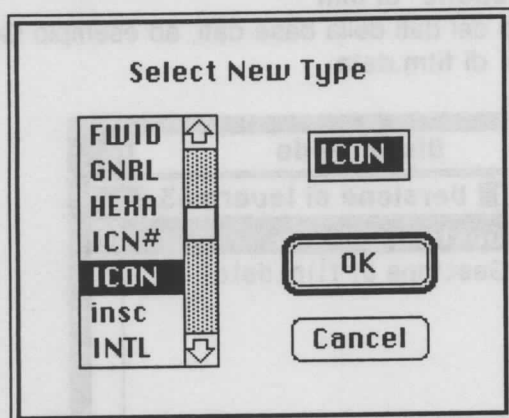 Select New Type
FWID
GNRL
HEXA
ICN#
ICON
insc
INTL
ICON
OK
Cancel